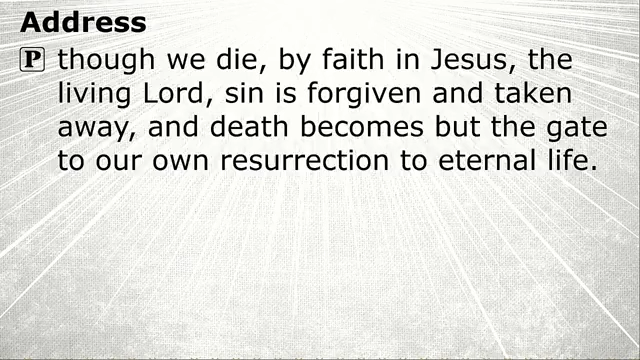 Address
P though we die, by faith in Jesus, the
living Lord, sin is forgiven and taken
away, and death becomes but the gate
to our own resurrection to eternal life.